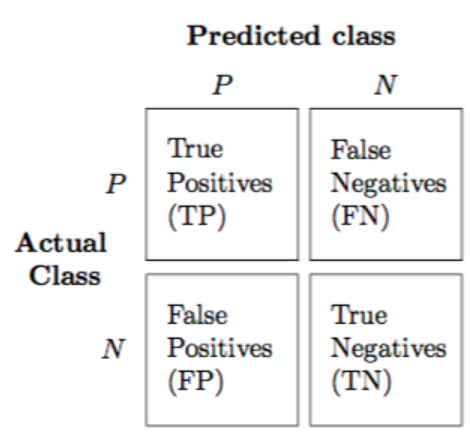 Predicted class
P N
True
Positives
(TP)
False
Negatives
(FN)
P
Actual
Class
False
Positives
(FP)
True
Negatives
(TN)
N